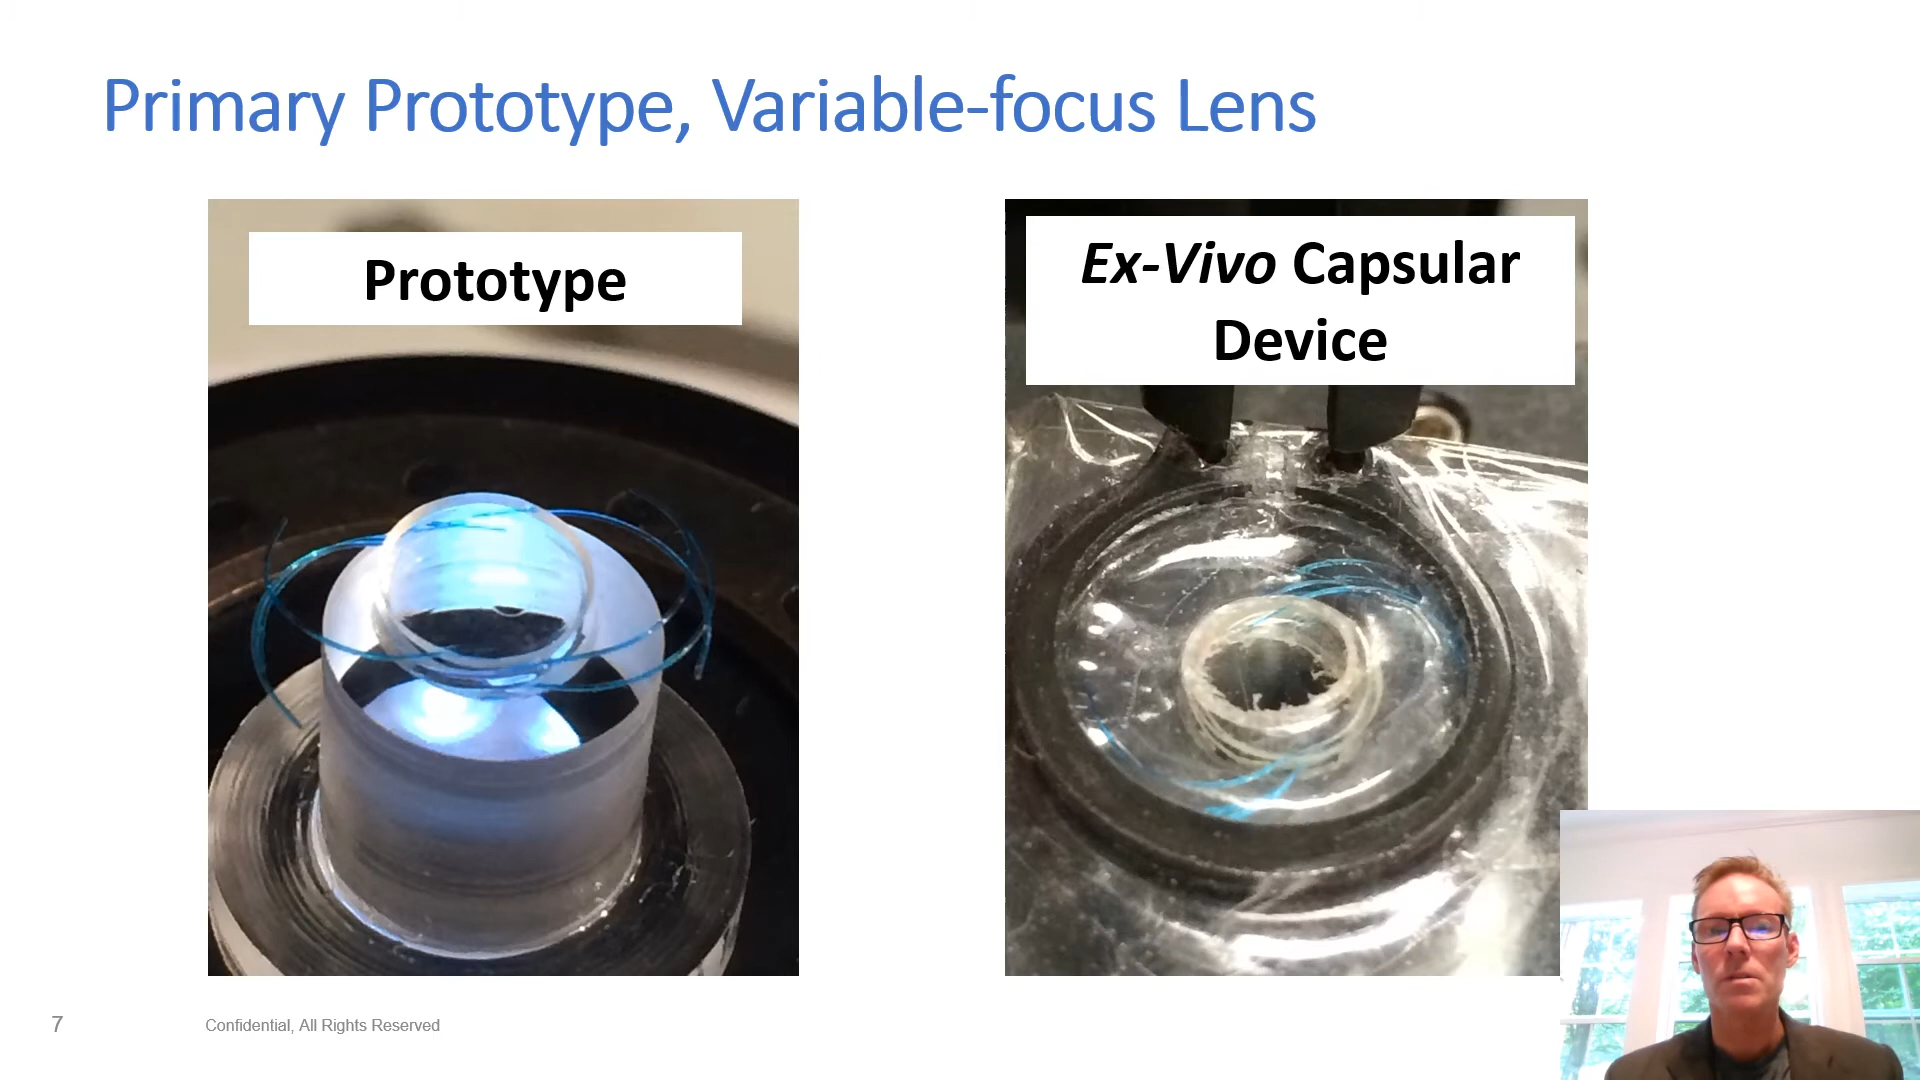 Primary Prototype, Variable-focus Lens
Prototype
Ex-Vivo Capsular
Device
7
Confidential, All Rights Reserved